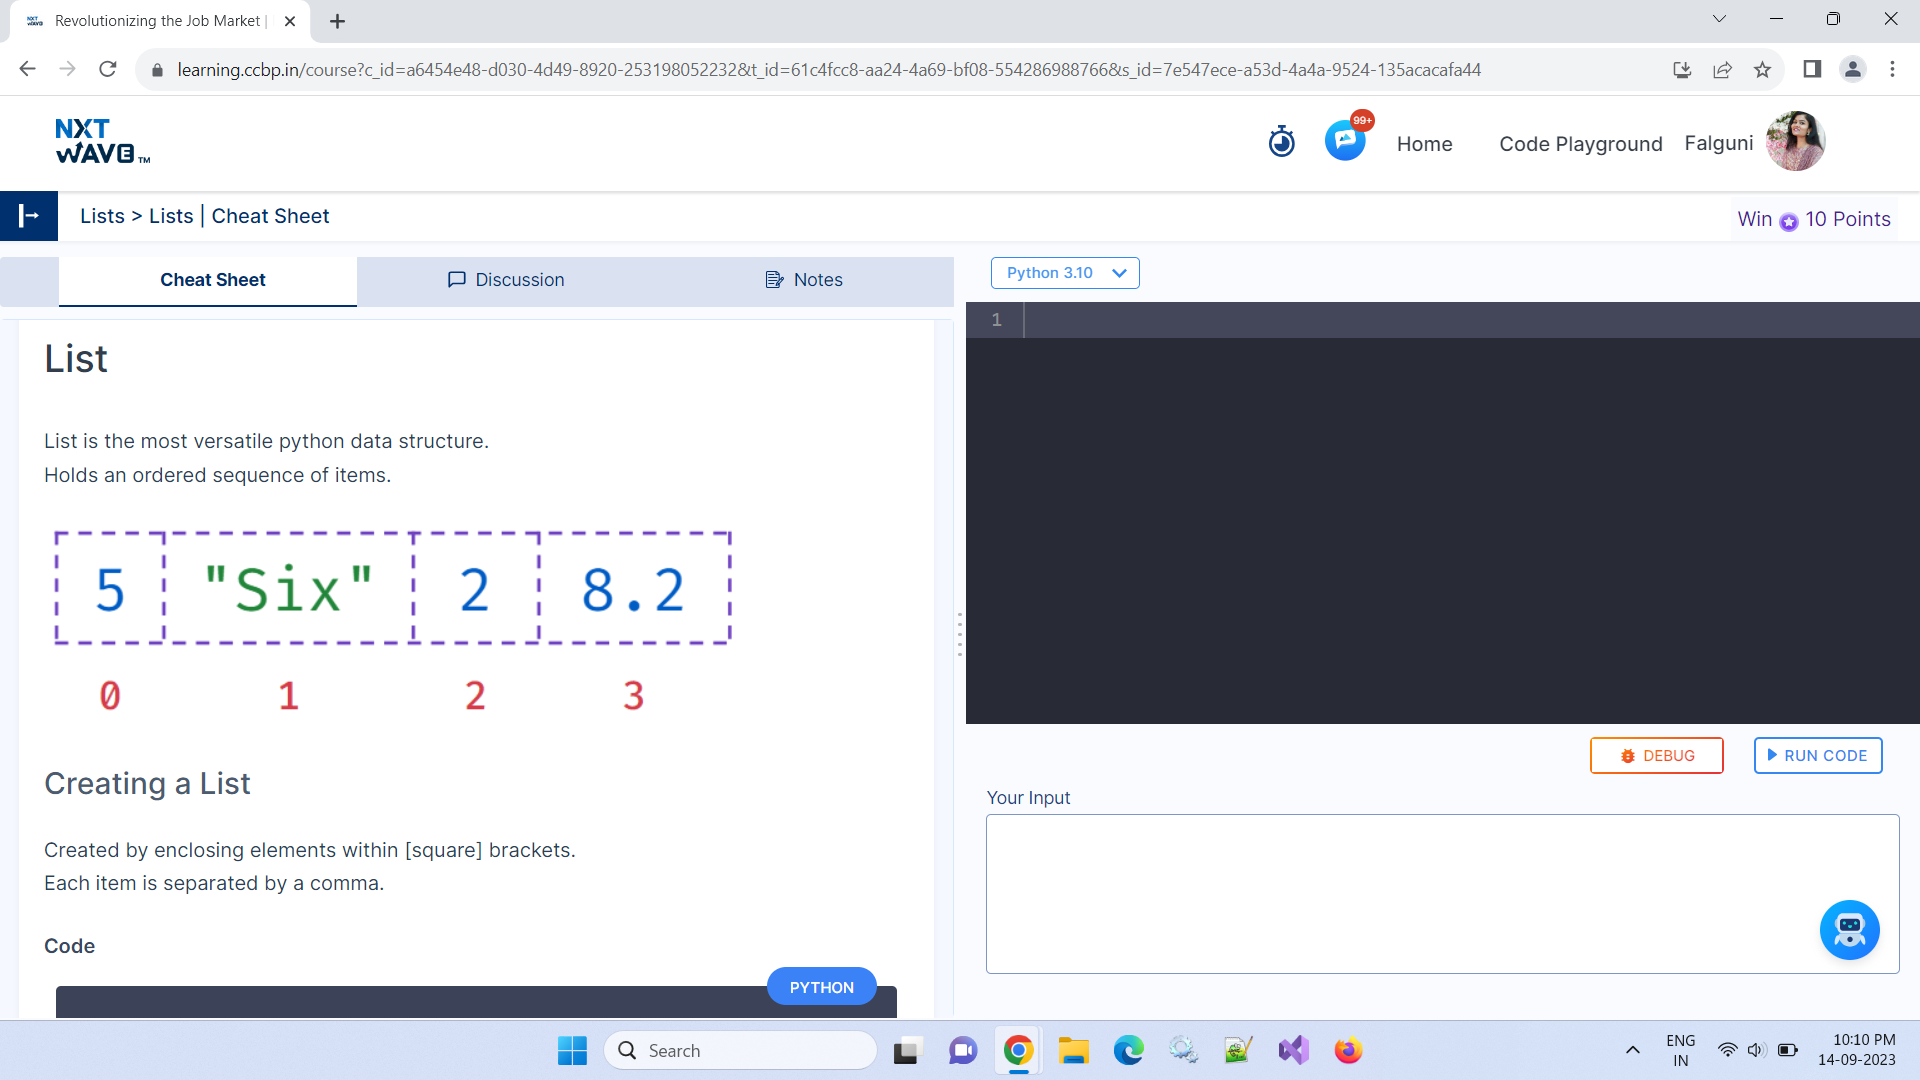 NXT WAVE
Revolutionizing the Job Market |
learning.ccbp.in/course?c_id=a6454e48-d030-4d49-8920-253198052232&t_id=61c4fcc8-aa24-4a69-bf08-554286988766&s_id=7e547ece-a53d-4a4a-9524-135acacafa44
NXT
WAVE TM
99+
Home
Code Playground
Falguni
Lists > Lists | Cheat Sheet
Win 10 Points
Cheat Sheet
Discussion
Notes
Python 3.10
1
List
List is the most versatile python data structure.
Holds an ordered sequence of items.
5 "Six" 2 8.2
0 1 2 3
Creating a List
Created by enclosing elements within [square] brackets.
Each item is separated by a comma.
Code
PYTHON
DEBUG
RUN CODE
Your Input
Search
ENG
IN
10:10 PM
14-09-2023